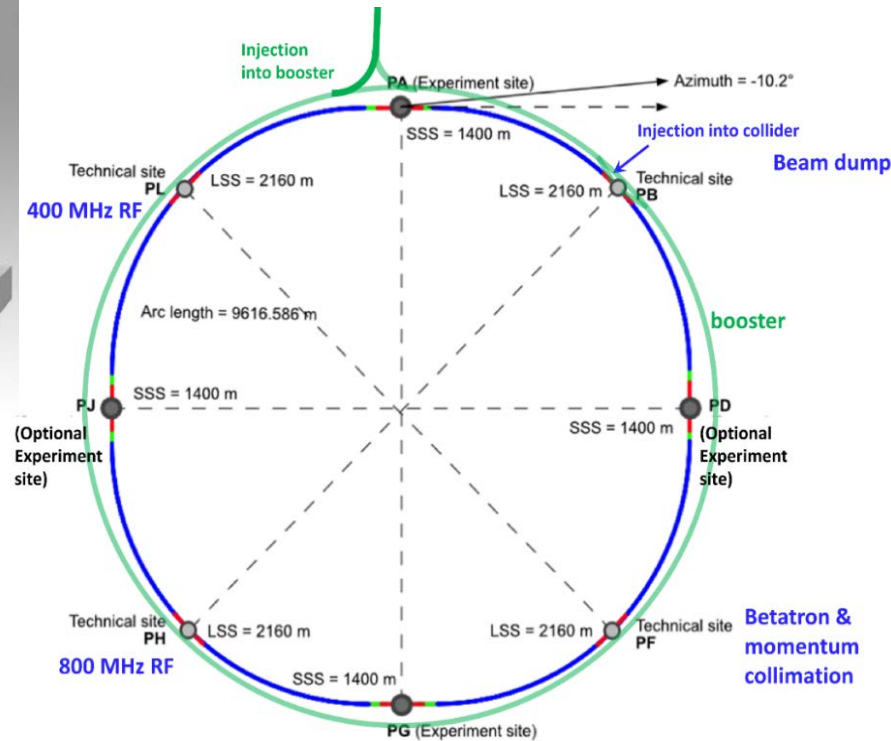 Injection
into booster
PA (Experiment site)
Azimuth = -10.2°
SSS = 1400 m
Injection into collider
Beam dump
Technical site
PL
LSS = 2160 m
400 MHz RF
LSS = 2160 m
Technical site
PB
Arc length = 9616.586 m
booster
PJ
SSS = 1400 m
(Optional
Experiment
site)
SSS = 1400 m
PD
(Optional
Experiment
site)
Technical site
PH
LSS = 2160 m
800 MHz RF
LSS = 2160 m
Technical site
PF
Betatron &
momentum
collimation
SSS = 1400 m
PG (Experiment site)